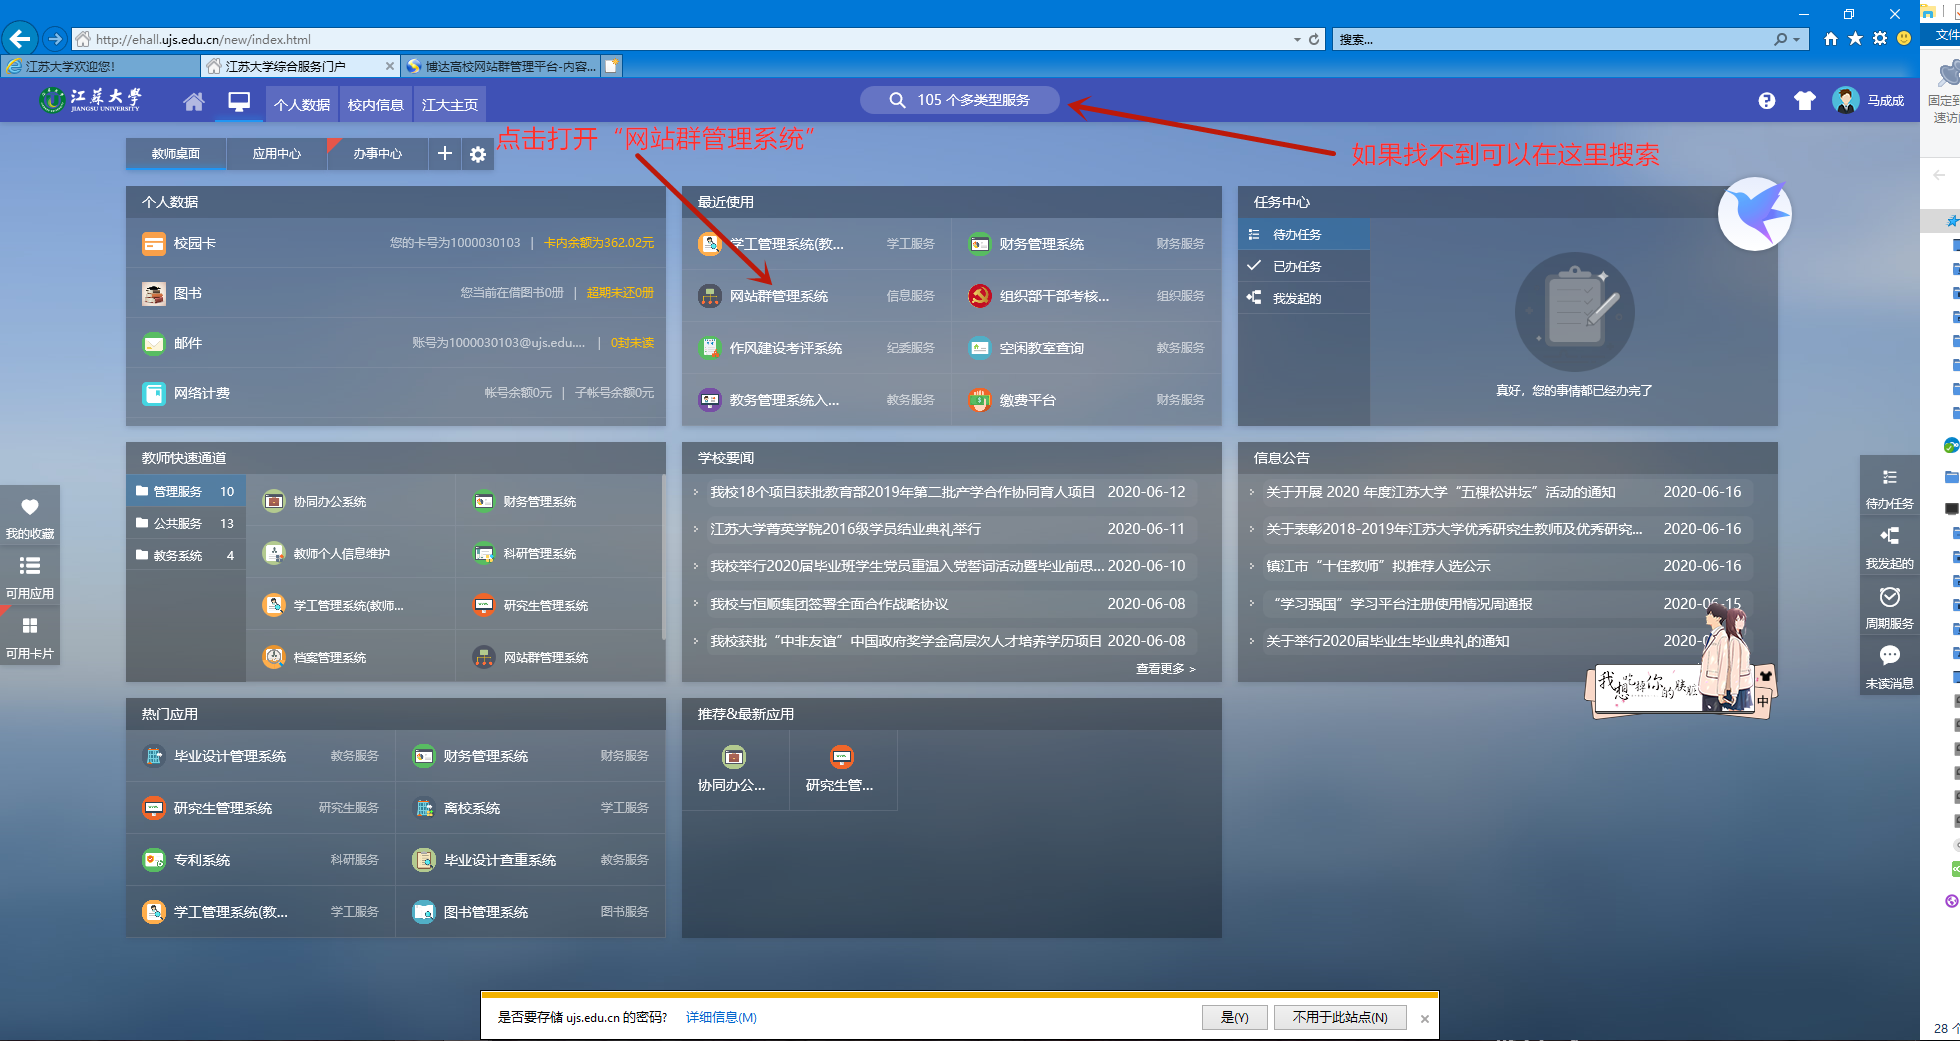 http://ehall.ujs.edu.cn/new/index.html
搜索...
文件
江苏大学欢迎您!
江苏大学综合服务门户
博达高校网站群管理平台-内容...
江苏大学
JIANGSU UNIVERSITY
个人数据
校内信息
江大主页
105 个多类型服务
马成成
固定到
速访问
点击打开“网站群管理系统”
如果找不到可以在这里搜索
教师桌面
应用中心
办事中心
个人数据
校园卡
您的卡号为1000030103 | 卡内余额为362.02元
图书
您当前在借图书0册 | 超期未还0册
邮件
账号为1000030103@ujs.edu.... | 0封未读
网络计费
帐号余额0元 | 子帐号余额0元
最近使用
学工管理系统(教... 学工服务
财务管理系统 财务服务
网站群管理系统 信息服务
组织部干部考核... 组织服务
作风建设考评系统 纪委服务
空闲教室查询 教务服务
教务管理系统入... 教务服务
缴费平台 财务服务
任务中心
待办任务
已办任务
我发起的
真好，您的事情都已经办完了
教师快速通道
管理服务 10
公共服务 13
教务系统 4
协同办公系统
财务管理系统
教师个人信息维护
科研管理系统
学工管理系统(教师...
研究生管理系统
档案管理系统
网站群管理系统
学校要闻
我校18个项目获批教育部2019年第二批产学合作协同育人项目 2020-06-12
江苏大学菁英学院2016级学员结业典礼举行 2020-06-11
我校举行2020届毕业班学生党员重温入党誓词活动暨毕业前思... 2020-06-10
我校与恒顺集团签署全面合作战略协议 2020-06-08
我校获批“中非友谊”中国政府奖学金高层次人才培养学历项目 2020-06-08
查看更多 >
信息公告
关于开展 2020 年度江苏大学“五棵松讲坛”活动的通知 2020-06-16
关于表彰2018-2019年江苏大学优秀研究生教师及优秀研究... 2020-06-16
镇江市“十佳教师”拟推荐人选公示 2020-06-16
“学习强国”学习平台注册使用情况周通报 2020-06-15
关于举行2020届毕业生毕业典礼的通知 2020-
我想吃掉你的胰脏
中
我的收藏
可用应用
可用卡片
待办任务
我发起的
周期服务
未读消息
热门应用
毕业设计管理系统 教务服务
财务管理系统 财务服务
研究生管理系统 研究生服务
离校系统 学工服务
专利系统 科研服务
毕业设计查重系统 教务服务
学工管理系统(教... 学工服务
图书管理系统 图书服务
推荐&最新应用
协同办公...
研究生管...
是否要存储 ujs.edu.cn 的密码? 详细信息(M)
是(Y)
不用于此站点(N)
28 个